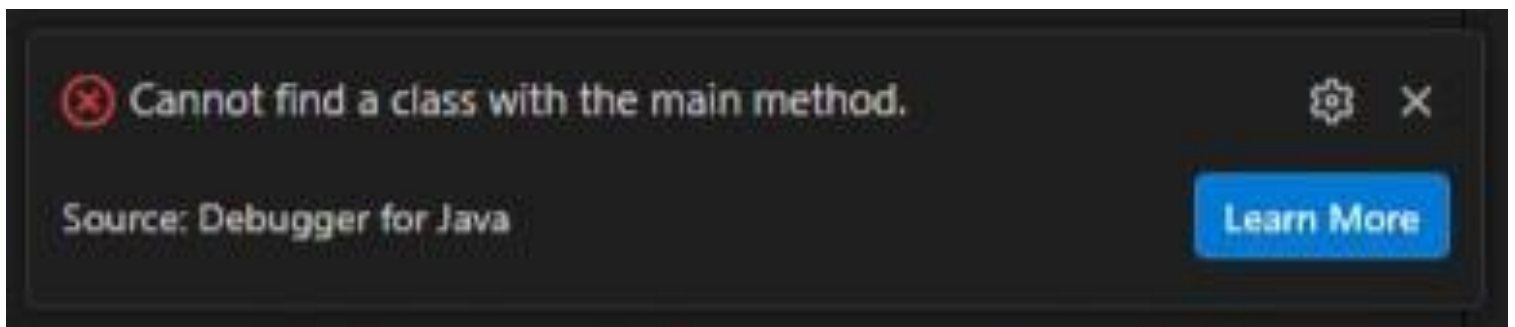 Cannot find a class with the main method.
Source: Debugger for Java
Learn More